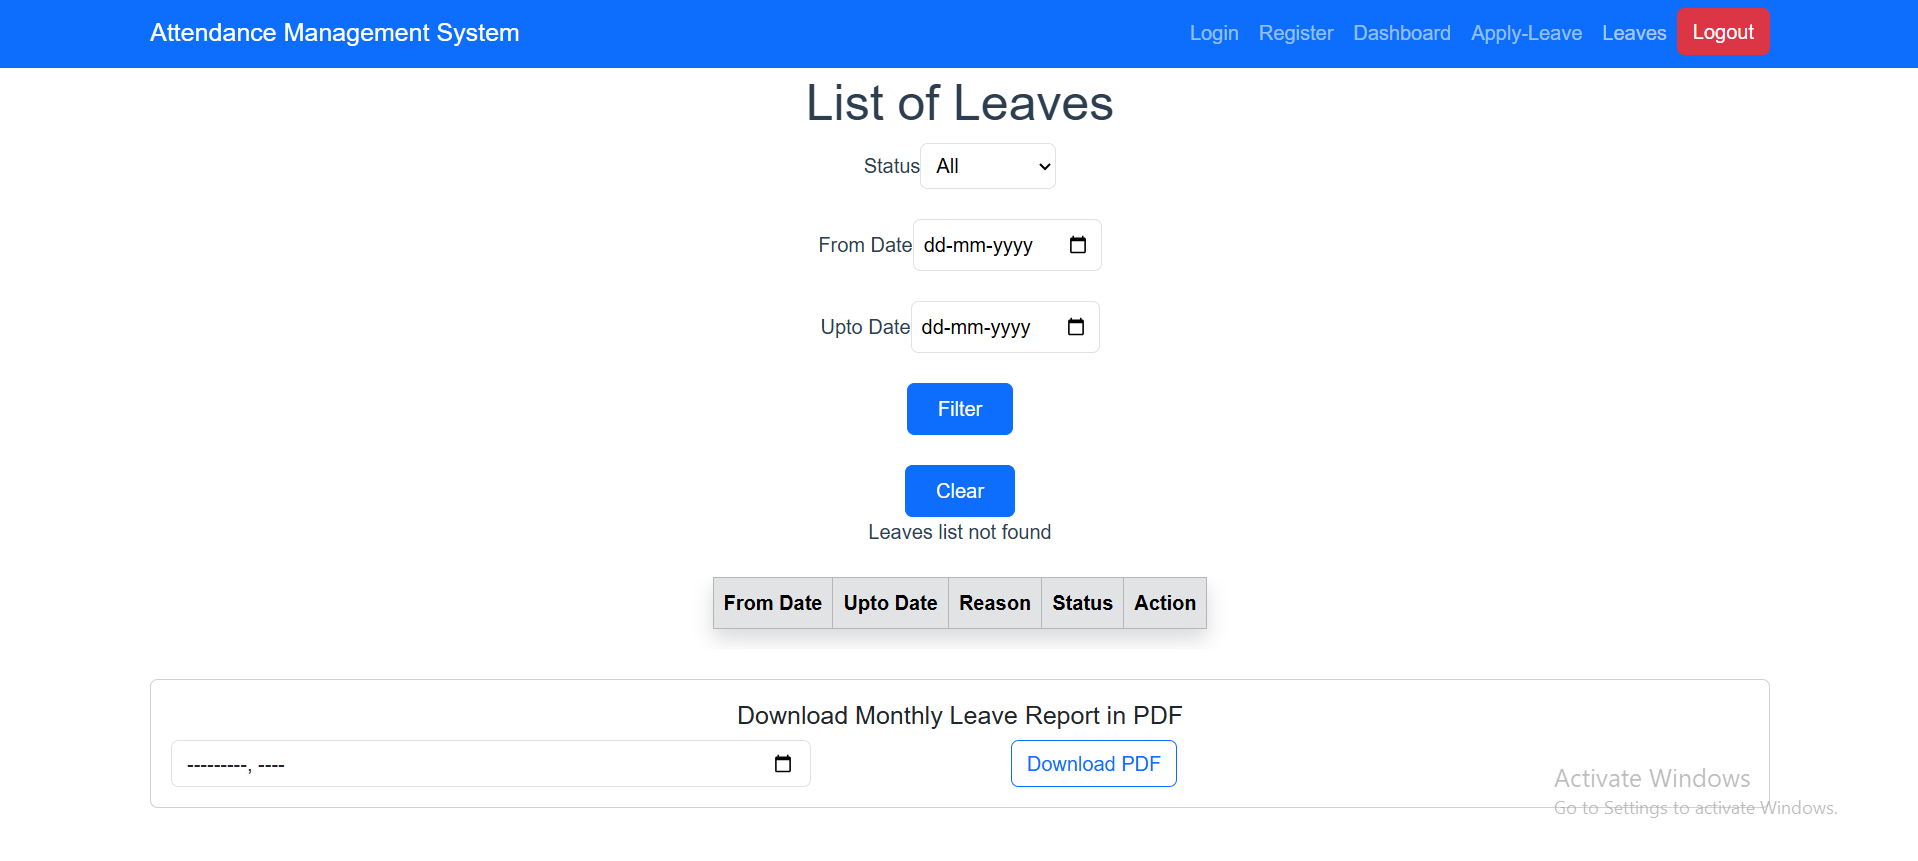 Attendance Management System Login Register Dashboard Apply-Leave Leaves Logout
List of Leaves
Status All
From Date dd-mm-yyyy
Upto Date dd-mm-yyyy
Filter
Clear
Leaves list not found
From Date Upto Date Reason Status Action
Download Monthly Leave Report in PDF
---------, ---- Download PDF
Activate Windows
Go to Settings to activate Windows.